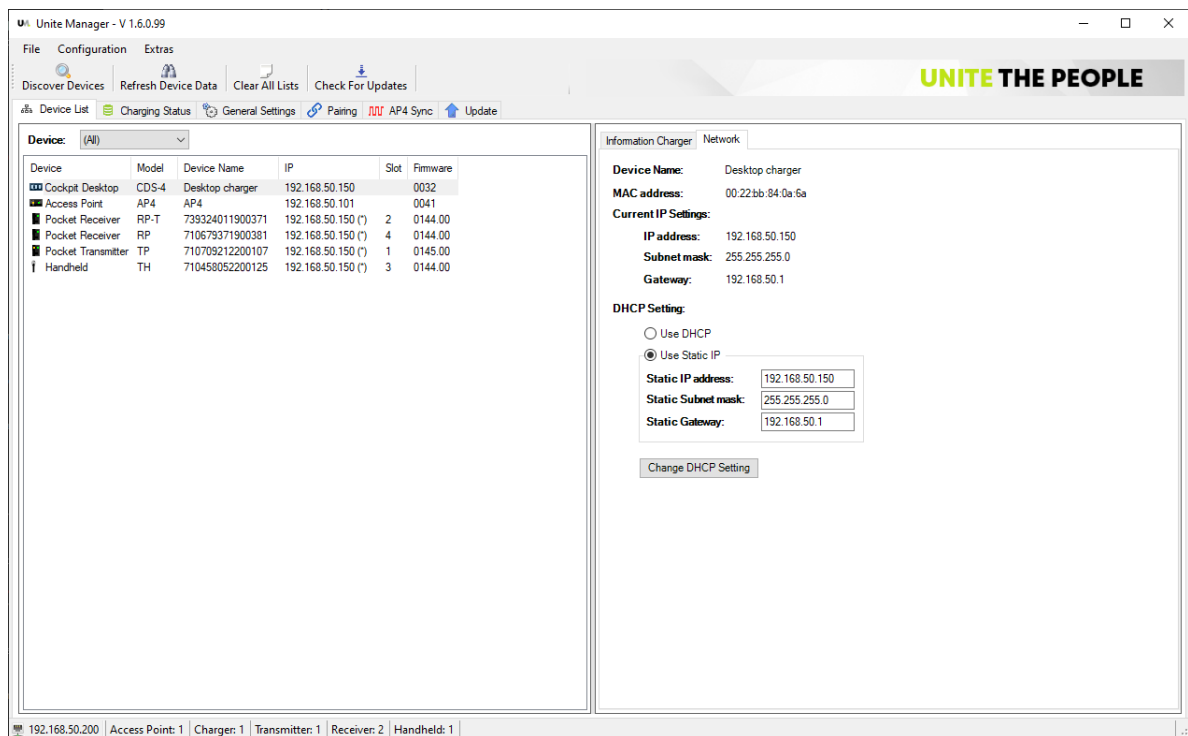 Unite Manager - V 1.6.0.99
File Configuration Extras
Discover Devices Refresh Device Data Clear All Lists Check For Updates
UNITE THE PEOPLE
Device List Charging Status General Settings Pairing AP4 Sync Update
Device: (All)
Device Model Device Name IP Slot Firmware
Cockpit Desktop CDS-4 Desktop charger 192.168.50.150 0032
Access Point AP4 AP4 192.168.50.101 0041
Pocket Receiver RP-T 739324011900371 192.168.50.150 (*) 2 0144.00
Pocket Receiver RP 710679371900381 192.168.50.150 (*) 4 0144.00
Pocket Transmitter TP 710709212200107 192.168.50.150 (*) 1 0145.00
Handheld TH 710458052200125 192.168.50.150 (*) 3 0144.00
Information Charger Network
Device Name: Desktop charger
MAC address: 00:22:bb:84:0a:6a
Current IP Settings:
IP address: 192.168.50.150
Subnet mask: 255.255.255.0
Gateway: 192.168.50.1
DHCP Setting:
Use DHCP
Use Static IP
Static IP address: 192.168.50.150
Static Subnet mask: 255.255.255.0
Static Gateway: 192.168.50.1
Change DHCP Setting
192.168.50.200 Access Point: 1 Charger: 1 Transmitter: 1 Receiver: 2 Handheld: 1